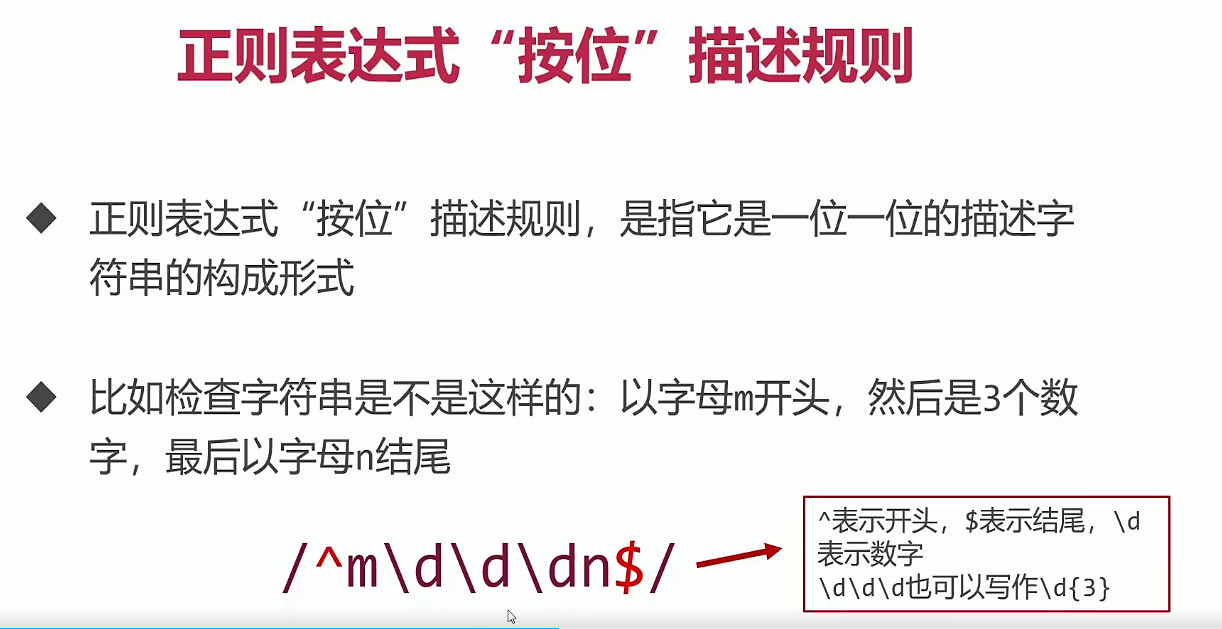 正则表达式“按位”描述规则
正则表达式“按位”描述规则，是指它是一位一位的描述字
符串的构成形式
比如检查字符串是不是这样的：以字母m开头，然后是3个数
字，最后以字母n结尾
/^m\d\d\dn$/
^表示开头，$表示结尾，\d
表示数字
\d\d\d也可以写作\d{3}